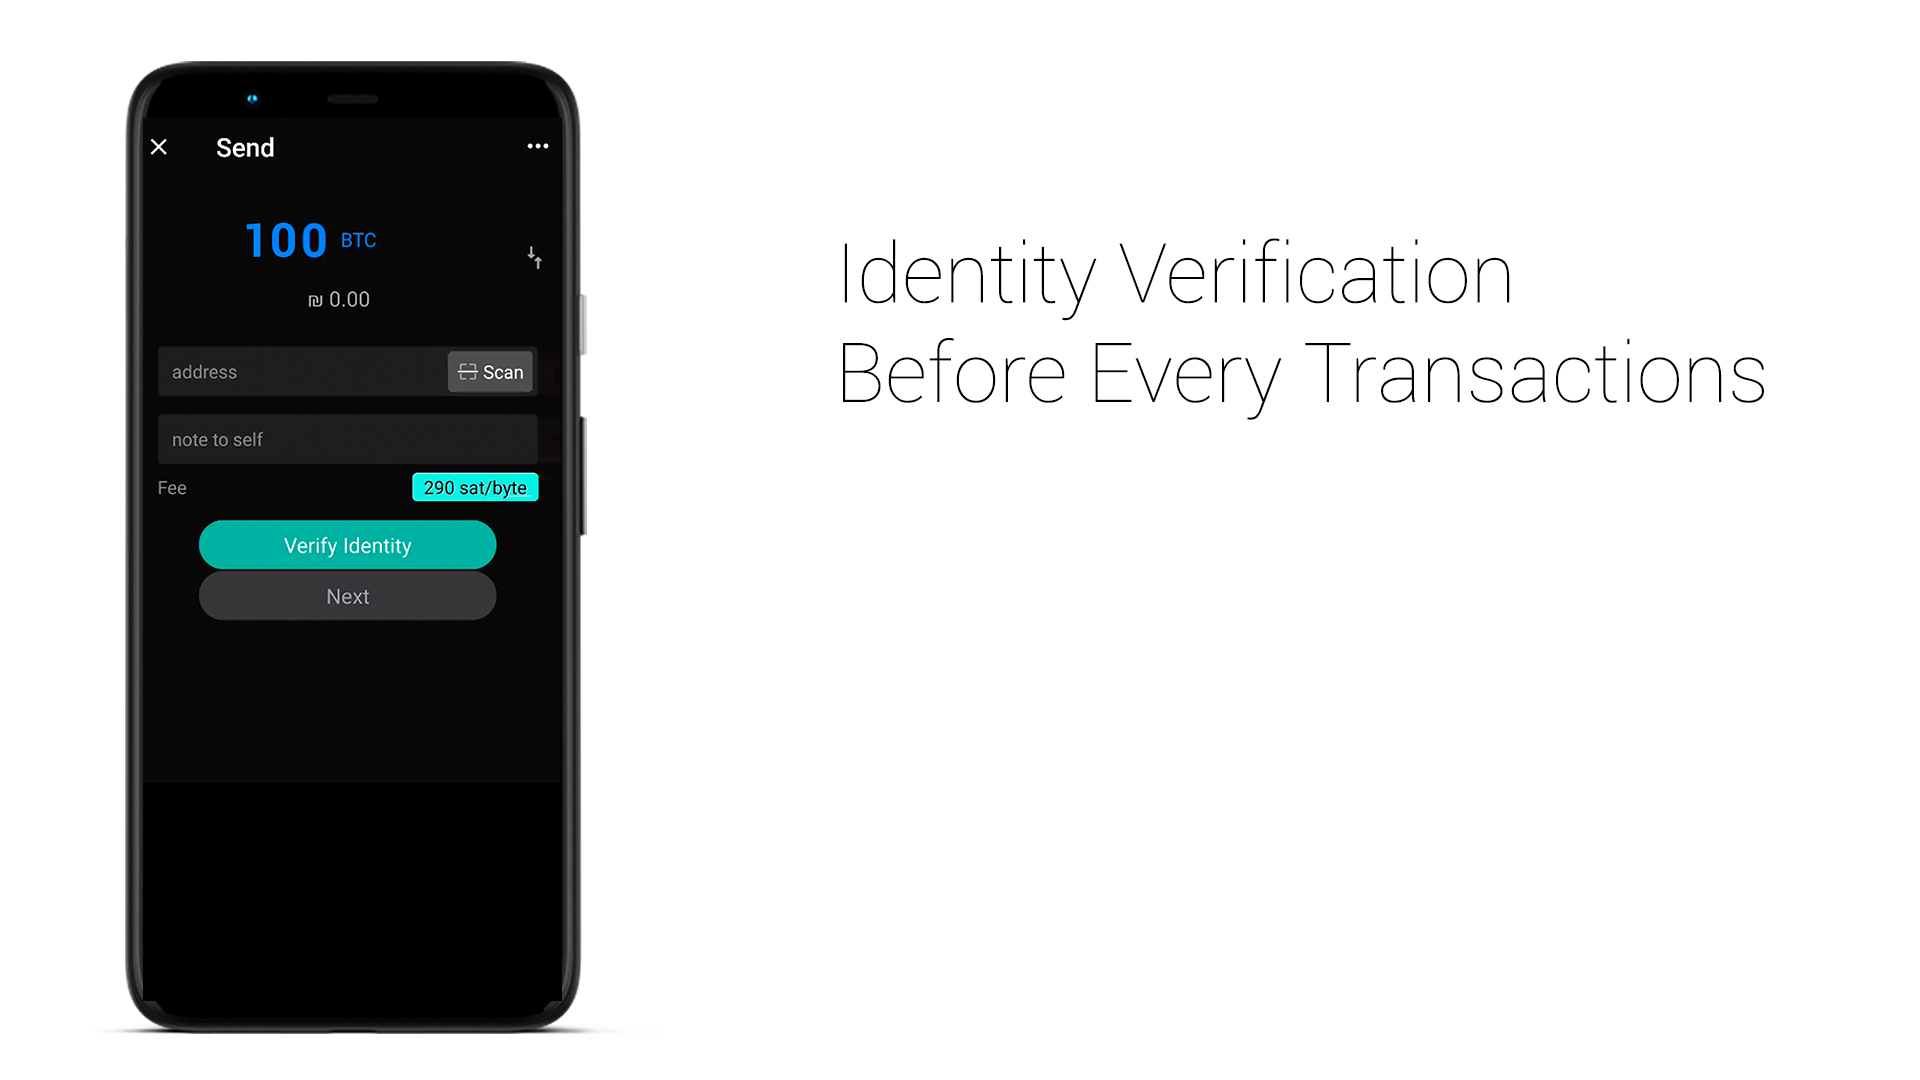 Send
100 BTC
₪ 0.00
address
Scan
note to self
Fee
290 sat/byte
Verify Identity
Next
Identity Verification
Before Every Transactions